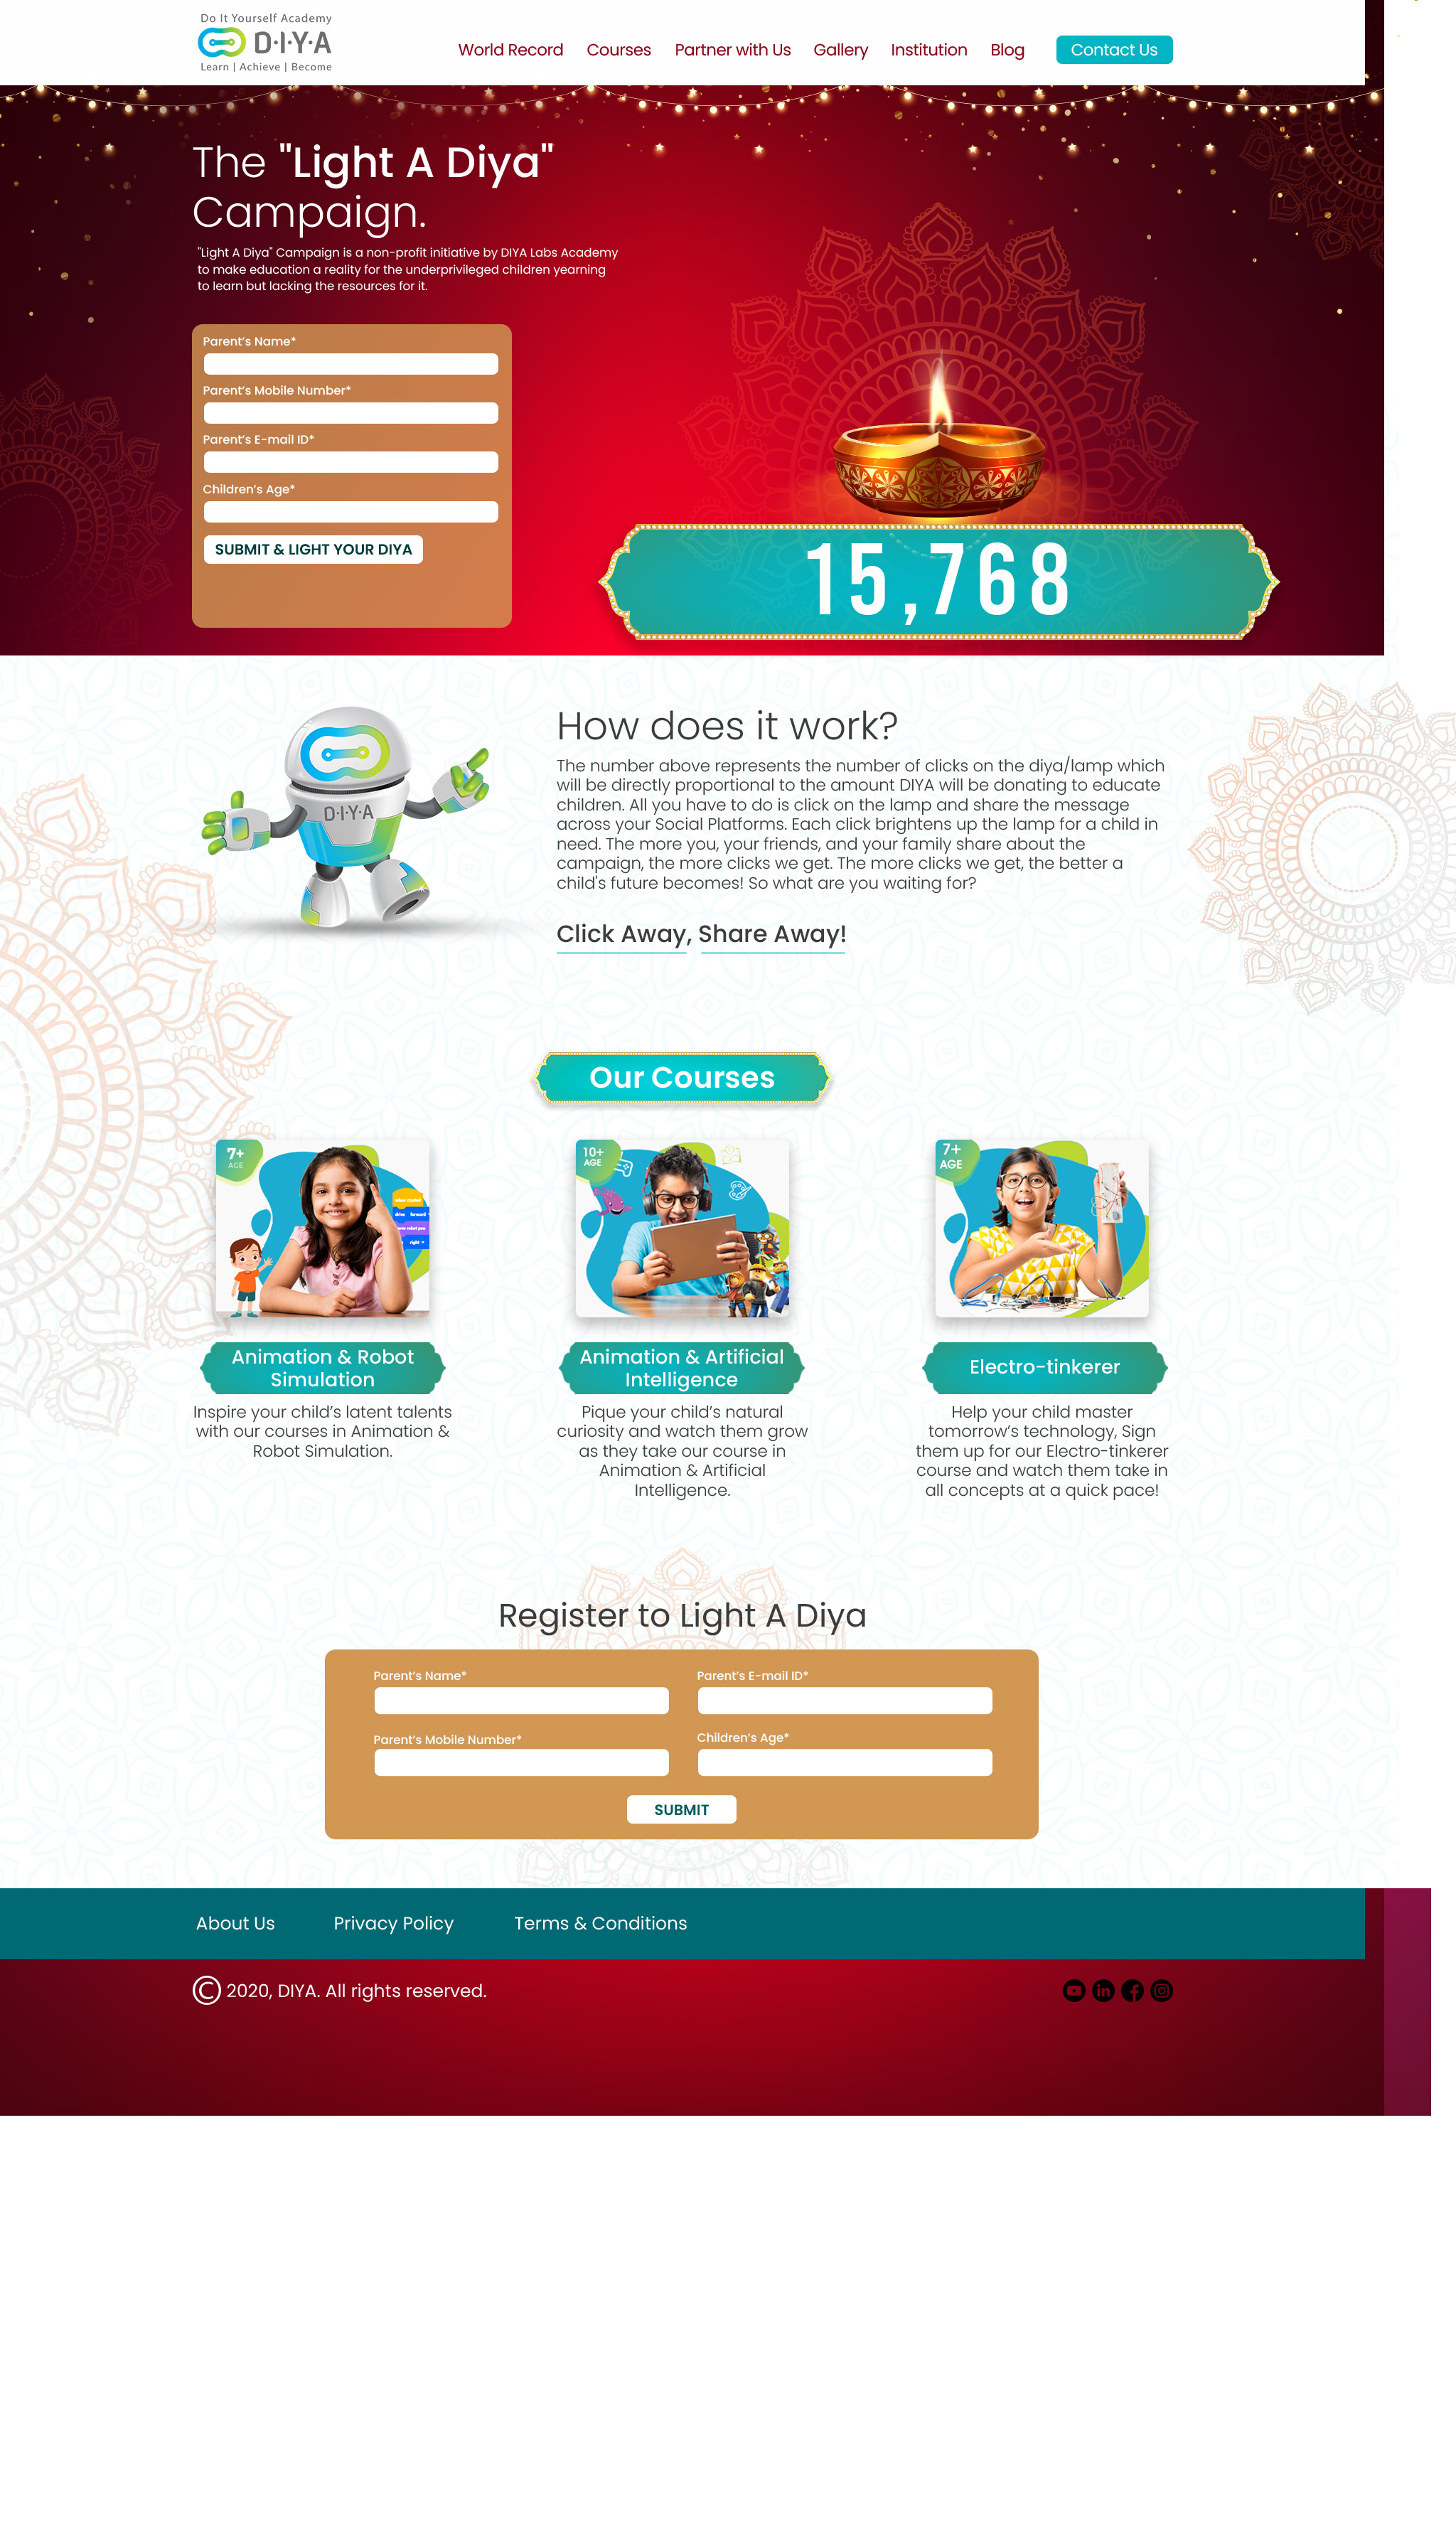 Do It Yourself Academy
D·I·Y·A
Learn | Achieve | Become
World Record
Courses
Partner with Us
Gallery
Institution
Blog
Contact Us
The "Light A Diya"
Campaign.
"Light A Diya" Campaign is a non-profit initiative by DIYA Labs Academy
to make education a reality for the underprivileged children yearning
to learn but lacking the resources for it.
Parent's Name*
Parent's Mobile Number*
Parent's E-mail ID*
Children's Age*
SUBMIT & LIGHT YOUR DIYA
15,768
D·I·Y·A
How does it work?
The number above represents the number of clicks on the diya/lamp which
will be directly proportional to the amount DIYA will be donating to educate
children. All you have to do is click on the lamp and share the message
across your Social Platforms. Each click brightens up the lamp for a child in
need. The more you, your friends, and your family share about the
campaign, the more clicks we get. The more clicks we get, the better a
child's future becomes! So what are you waiting for?
Click Away, Share Away!
Our Courses
7+
AGE
when started
drive forward
right
10+
AGE
7+
AGE
Animation & Robot
Simulation
Inspire your child's latent talents
with our courses in Animation &
Robot Simulation.
Animation & Artificial
Intelligence
Pique your child's natural
curiosity and watch them grow
as they take our course in
Animation & Artificial
Intelligence.
Electro-tinkerer
Help your child master
tomorrow's technology, Sign
them up for our Electro-tinkerer
course and watch them take in
all concepts at a quick pace!
Register to Light A Diya
Parent's Name*
Parent's E-mail ID*
Parent's Mobile Number*
Children's Age*
SUBMIT
About Us
Privacy Policy
Terms & Conditions
© 2020, DIYA. All rights reserved.